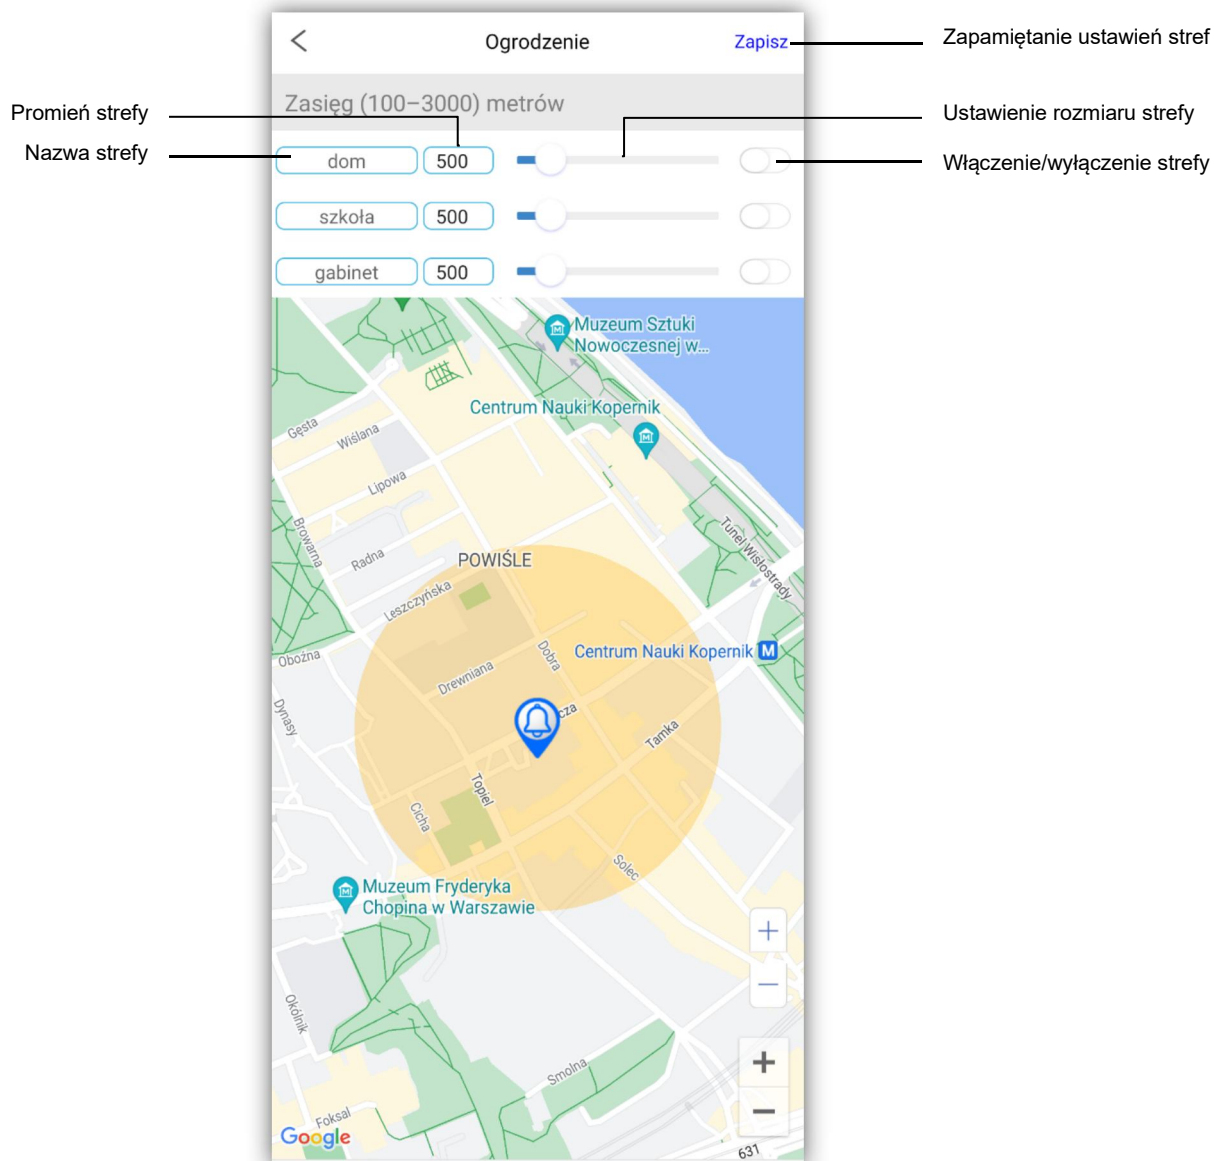 Ogrodzenie
Zapisz
Zapamiętanie ustawień stref
Zasięg (100–3000) metrów
Promień strefy
Ustawienie rozmiaru strefy
Nazwa strefy
dom
500
Włączenie/wyłączenie strefy
szkoła
500
gabinet
500
Muzeum Sztuki
Nowoczesnej w...
Centrum Nauki Kopernik
Gęsta
Wiślana
Lipowa
Browarna
Radna
Tunel Wisłostrady
POWIŚLE
Leszczyńska
Oboźna
Drewniana
Dobra
Centrum Nauki Kopernik
M
Dynasy
cza
Tamka
Topiel
Cicha
Solec
Muzeum Fryderyka
Chopina w Warszawie
Okólnik
Smolna
Foksal
Google
631